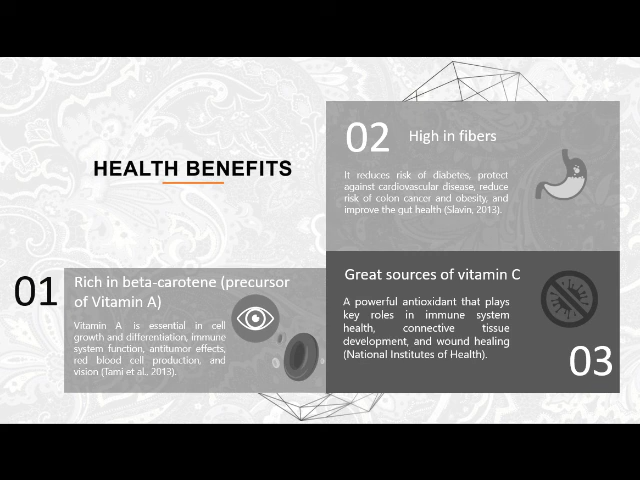 HEALTH BENEFITS
01
Rich in beta-carotene (precursor
of Vitamin A)
Vitamin A is essential in cell
growth and differentiation, immune
system function, antitumor effects,
red blood cell production, and
vision (Tami et al., 2013).
02
High in fibers
It reduces risk of diabetes, protect
against cardiovascular disease, reduce
risk of colon cancer and obesity, and
improve the gut health (Slavin, 2013).
Great sources of vitamin C
A powerful antioxidant that plays
key roles in immune system
health, connective tissue
development, and wound healing
(National Institutes of Health).
03